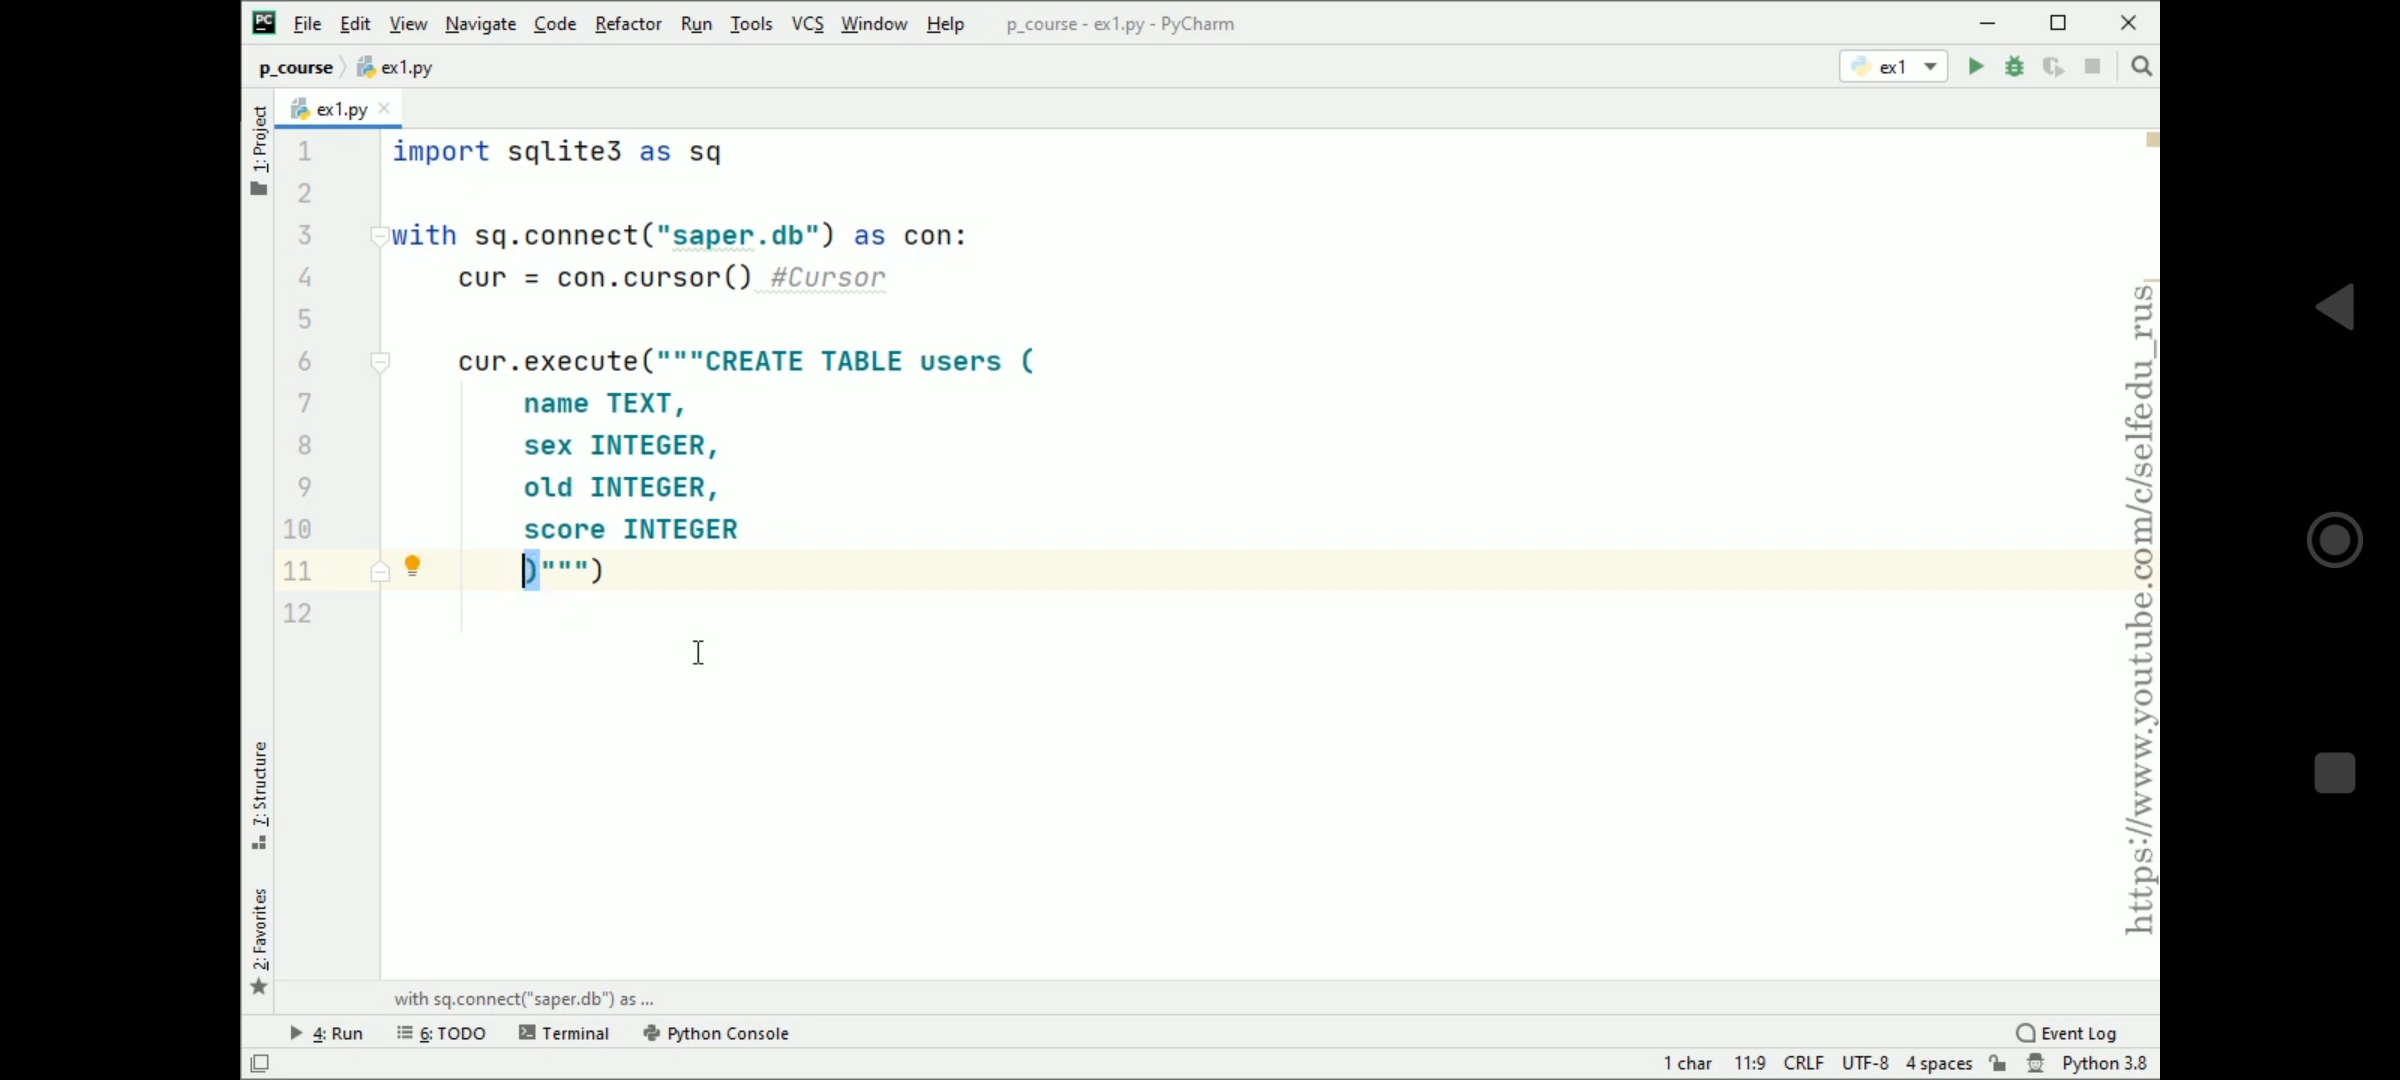 File Edit View Navigate Code Refactor Run Tools VCS Window Help p_course - ex1.py - PyCharm
p_course ex1.py ex1
ex1.py
1: Project
1 import sqlite3 as sq
2
3 with sq.connect("saper.db") as con:
4 cur = con.cursor() #Cursor
5
6 cur.execute("""CREATE TABLE users (
7 name TEXT,
8 sex INTEGER,
9 old INTEGER,
10 score INTEGER
11 )""")
12
7: Structure
2: Favorites
https://www.youtube.com/c/selfedu_rus
with sq.connect("saper.db") as ...
4: Run 6: TODO Terminal Python Console Event Log
1 char 11:9 CRLF UTF-8 4 spaces Python 3.8